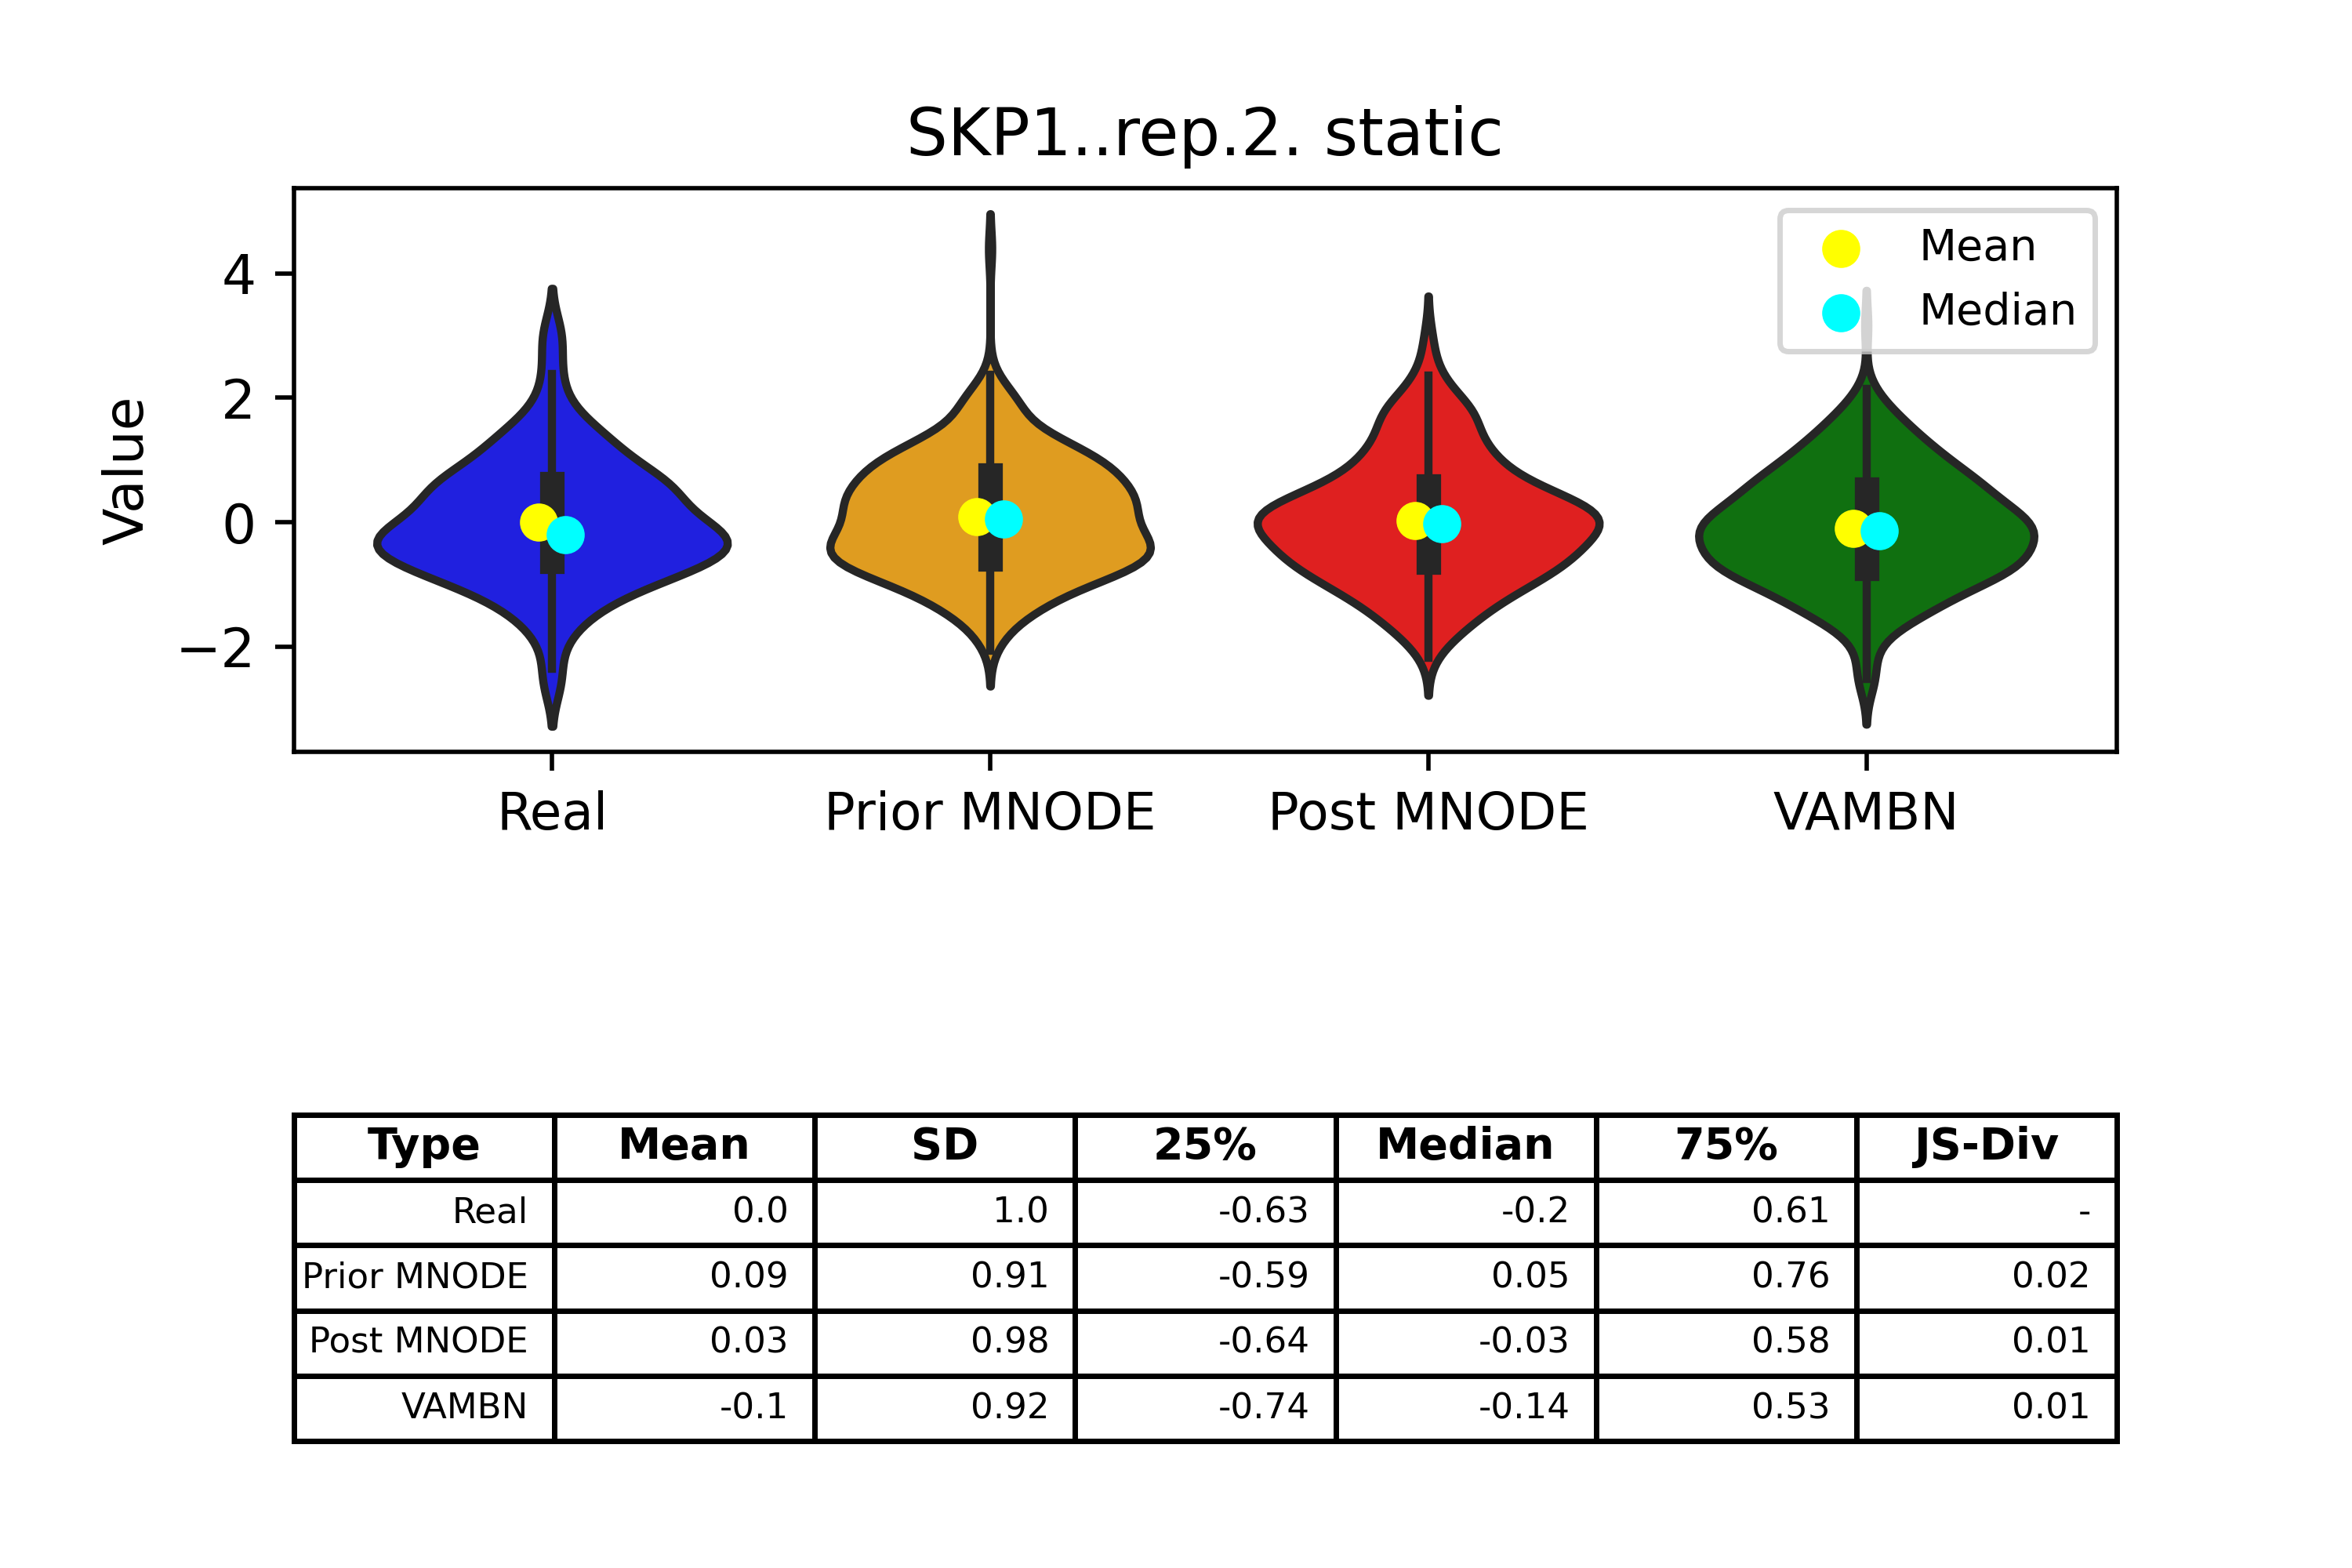 SKP1..rep.2. static
Value
4
2
0
−2
Mean
Median
Real Prior MNODE Post MNODE VAMBN
Type Mean SD 25% Median 75% JS-Div
Real 0.0 1.0 -0.63 -0.2 0.61 -
Prior MNODE 0.09 0.91 -0.59 0.05 0.76 0.02
Post MNODE 0.03 0.98 -0.64 -0.03 0.58 0.01
VAMBN -0.1 0.92 -0.74 -0.14 0.53 0.01